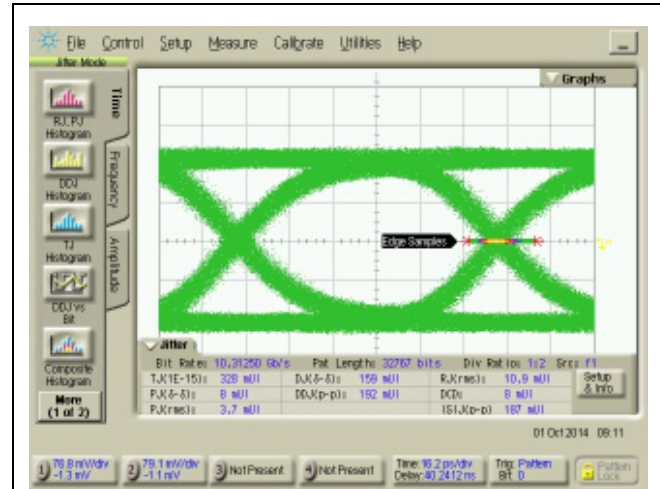 File Control Setup Measure Calibrate Utilities Help
Jitter Mode
Graphs
Time
RJ, PJ
Histogram
DDJ
Histogram
Frequency
TJ
Histogram
Amplitude
DDJ vs
Bit
Composite
Histogram
More
(1 of 2)
Edge Samples
Jitter
Bit Rate: 10.31250 Gb/s Pat Length: 32767 bits Div Ratio: 1:2 Src: f1
TJ(1E-15): 328 mUI DJ(δ-δ): 159 mUI RJ(rms): 10.9 mUI
PJ(δ-δ): 8 mUI DDJ(p-p): 192 mUI DCD: 8 mUI
PJ(rms): 3.7 mUI ISIJ(p-p) 187 mUI
Setup
& Info
01 Oct 2014 09:11
1) 76.8 mV/div
-1.3 mV
2) 79.1 mV/div
-1.1 mV
3) Not Present
4) Not Present
Time: 16.2 ps/div
Delay: 40.2412 ns
Trig: Pattern
Bit: 0
Pattern
Lock